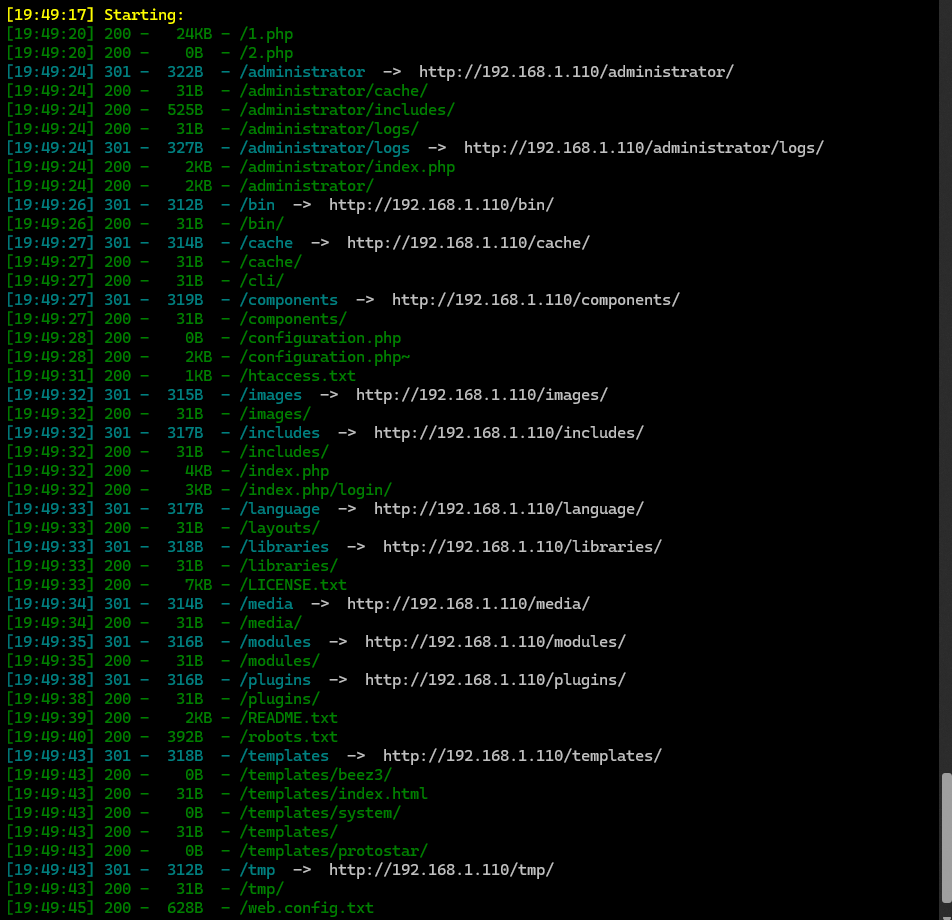 [19:49:17] Starting:
[19:49:20] 200 -   24KB - /1.php
[19:49:20] 200 -    0B  - /2.php
[19:49:24] 301 -  322B  - /administrator  ->  http://192.168.1.110/administrator/
[19:49:24] 200 -   31B  - /administrator/cache/
[19:49:24] 200 -  525B  - /administrator/includes/
[19:49:24] 200 -   31B  - /administrator/logs/
[19:49:24] 301 -  327B  - /administrator/logs  ->  http://192.168.1.110/administrator/logs/
[19:49:24] 200 -    2KB - /administrator/index.php
[19:49:24] 200 -    2KB - /administrator/
[19:49:26] 301 -  312B  - /bin  ->  http://192.168.1.110/bin/
[19:49:26] 200 -   31B  - /bin/
[19:49:27] 301 -  314B  - /cache  ->  http://192.168.1.110/cache/
[19:49:27] 200 -   31B  - /cache/
[19:49:27] 200 -   31B  - /cli/
[19:49:27] 301 -  319B  - /components  ->  http://192.168.1.110/components/
[19:49:27] 200 -   31B  - /components/
[19:49:28] 200 -    0B  - /configuration.php
[19:49:28] 200 -    2KB - /configuration.php~
[19:49:31] 200 -    1KB - /htaccess.txt
[19:49:32] 301 -  315B  - /images  ->  http://192.168.1.110/images/
[19:49:32] 200 -   31B  - /images/
[19:49:32] 301 -  317B  - /includes  ->  http://192.168.1.110/includes/
[19:49:32] 200 -   31B  - /includes/
[19:49:32] 200 -    4KB - /index.php
[19:49:32] 200 -    3KB - /index.php/login/
[19:49:33] 301 -  317B  - /language  ->  http://192.168.1.110/language/
[19:49:33] 200 -   31B  - /layouts/
[19:49:33] 301 -  318B  - /libraries  ->  http://192.168.1.110/libraries/
[19:49:33] 200 -   31B  - /libraries/
[19:49:33] 200 -    7KB - /LICENSE.txt
[19:49:34] 301 -  314B  - /media  ->  http://192.168.1.110/media/
[19:49:34] 200 -   31B  - /media/
[19:49:35] 301 -  316B  - /modules  ->  http://192.168.1.110/modules/
[19:49:35] 200 -   31B  - /modules/
[19:49:38] 301 -  316B  - /plugins  ->  http://192.168.1.110/plugins/
[19:49:38] 200 -   31B  - /plugins/
[19:49:39] 200 -    2KB - /README.txt
[19:49:40] 200 -  392B  - /robots.txt
[19:49:43] 301 -  318B  - /templates  ->  http://192.168.1.110/templates/
[19:49:43] 200 -    0B  - /templates/beez3/
[19:49:43] 200 -   31B  - /templates/index.html
[19:49:43] 200 -    0B  - /templates/system/
[19:49:43] 200 -   31B  - /templates/
[19:49:43] 200 -    0B  - /templates/protostar/
[19:49:43] 301 -  312B  - /tmp  ->  http://192.168.1.110/tmp/
[19:49:43] 200 -   31B  - /tmp/
[19:49:45] 200 -  628B  - /web.config.txt